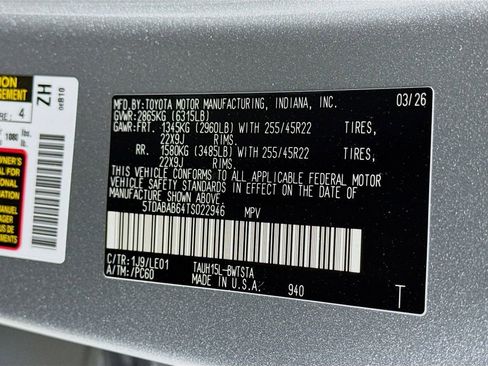 MFD.BY: TOYOTA MOTOR MANUFACTURING, INDIANA, INC. 03/26
GVWR: 2865KG (6315LB)
GAWR:FRT. 1345KG (2960LB) WITH 255/45R22 TIRES,
22X9J RIMS.
RR. 1580KG (3485LB) WITH 255/45R22 TIRES,
22X9J RIMS.
THIS VEHICLE CONFORMS TO ALL APPLICABLE FEDERAL MOTOR
VEHICLE SAFETY STANDARDS IN EFFECT ON THE DATE OF
MANUFACTURE SHOWN ABOVE.
5TDABAB64TS022946 MPV
C/TR:1J9/LE01 TAUH15L-BWTSTA
A/TM:/PC60 MADE IN U.S.A. 940 T
ZH
4
1080 lbs.